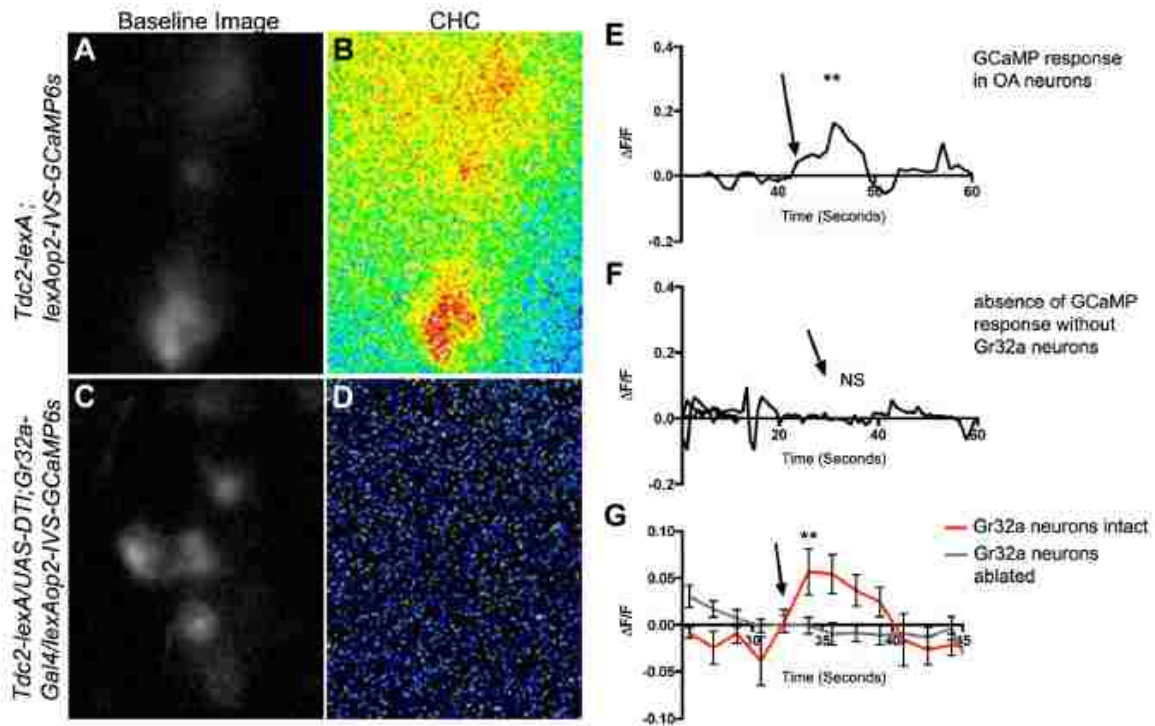 Baseline Image
CHC
A
B
Tdc2-lexA ;
lexAop2-IVS-GCaMP6s
C
D
Tdc2-lexA/UAS-DTI;Gr32a-
Gal4/lexAop2-IVS-GCaMP6s
E
0.4
0.2
0.0
-0.2
ΔF/F
**
40
50
60
Time (Seconds)
GCaMP response
in OA neurons
F
0.4
0.2
0.0
-0.2
ΔF/F
NS
20
40
60
Time (Seconds)
absence of GCaMP
response without
Gr32a neurons
G
0.10
0.05
0.00
-0.05
-0.10
ΔF/F
**
30
35
40
45
Time (Seconds)
Gr32a neurons intact
Gr32a neurons
ablated